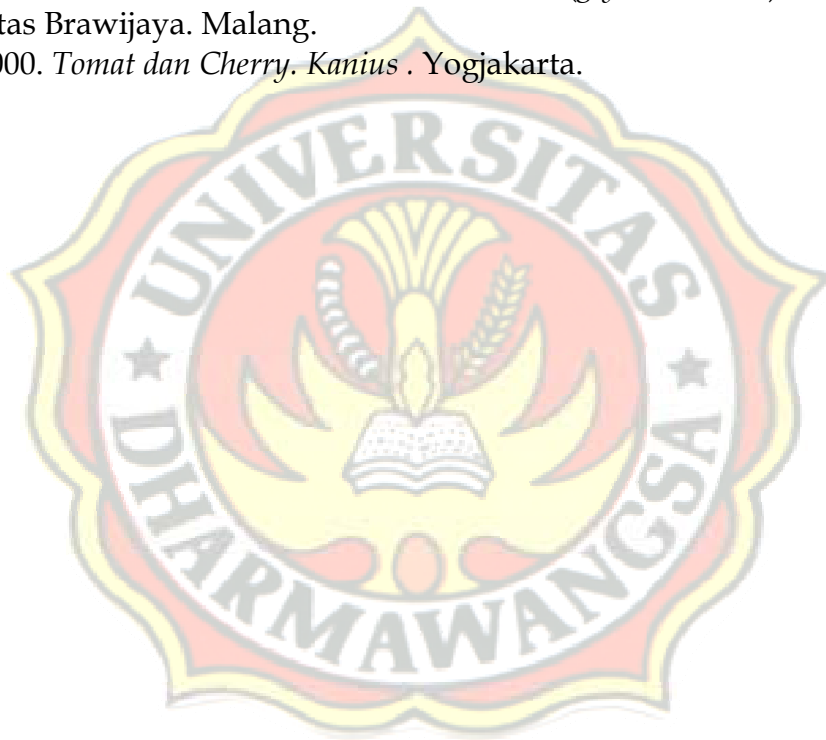 tas Brawijaya. Malang.
000. Tomat dan Cherry. Kanius . Yogjakarta.
UNIVERSITAS
DHARMAWANGSA